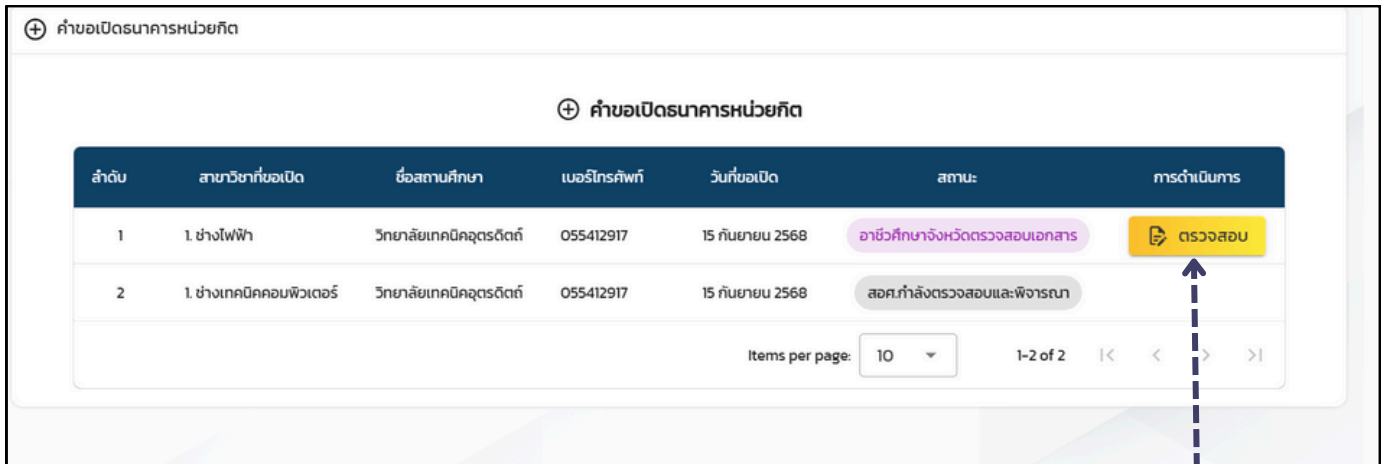 คำขอเปิดธนาคารหน่วยกิต
คำขอเปิดธนาคารหน่วยกิต
ลำดับ สาขาวิชาที่ขอเปิด ชื่อสถานศึกษา เบอร์โทรศัพท์ วันที่ขอเปิด สถานะ การดำเนินการ
1 1. ช่างไฟฟ้า วิทยาลัยเทคนิคอุตรดิตถ์ 055412917 15 กันยายน 2568 อาชีวศึกษาจังหวัดตรวจสอบเอกสาร ตรวจสอบ
2 1. ช่างเทคนิคคอมพิวเตอร์ วิทยาลัยเทคนิคอุตรดิตถ์ 055412917 15 กันยายน 2568 สอศ.กำลังตรวจสอบและพิจารณา
Items per page: 10 1-2 of 2